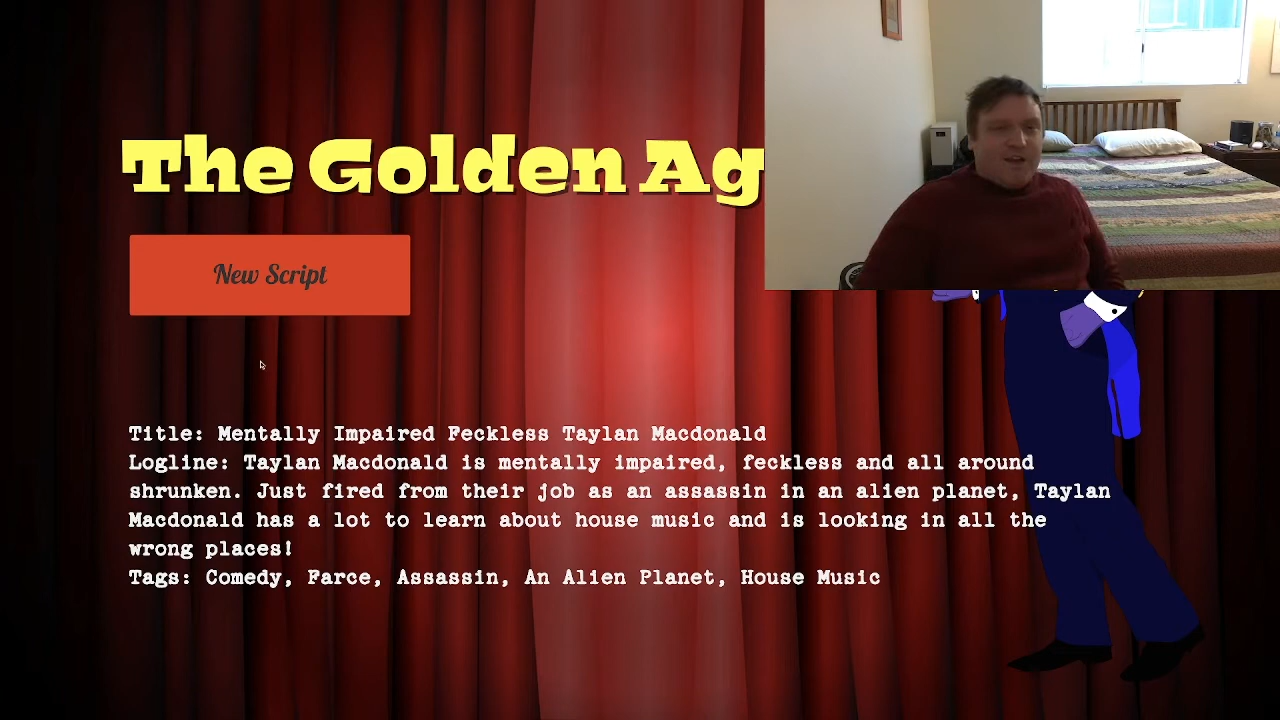 The Golden Ag
New Script
Title: Mentally Impaired Feckless Taylan Macdonald
Logline: Taylan Macdonald is mentally impaired, feckless and all around
shrunken. Just fired from their job as an assassin in an alien planet, Taylan
Macdonald has a lot to learn about house music and is looking in all the
wrong places!
Tags: Comedy, Farce, Assassin, An Alien Planet, House Music